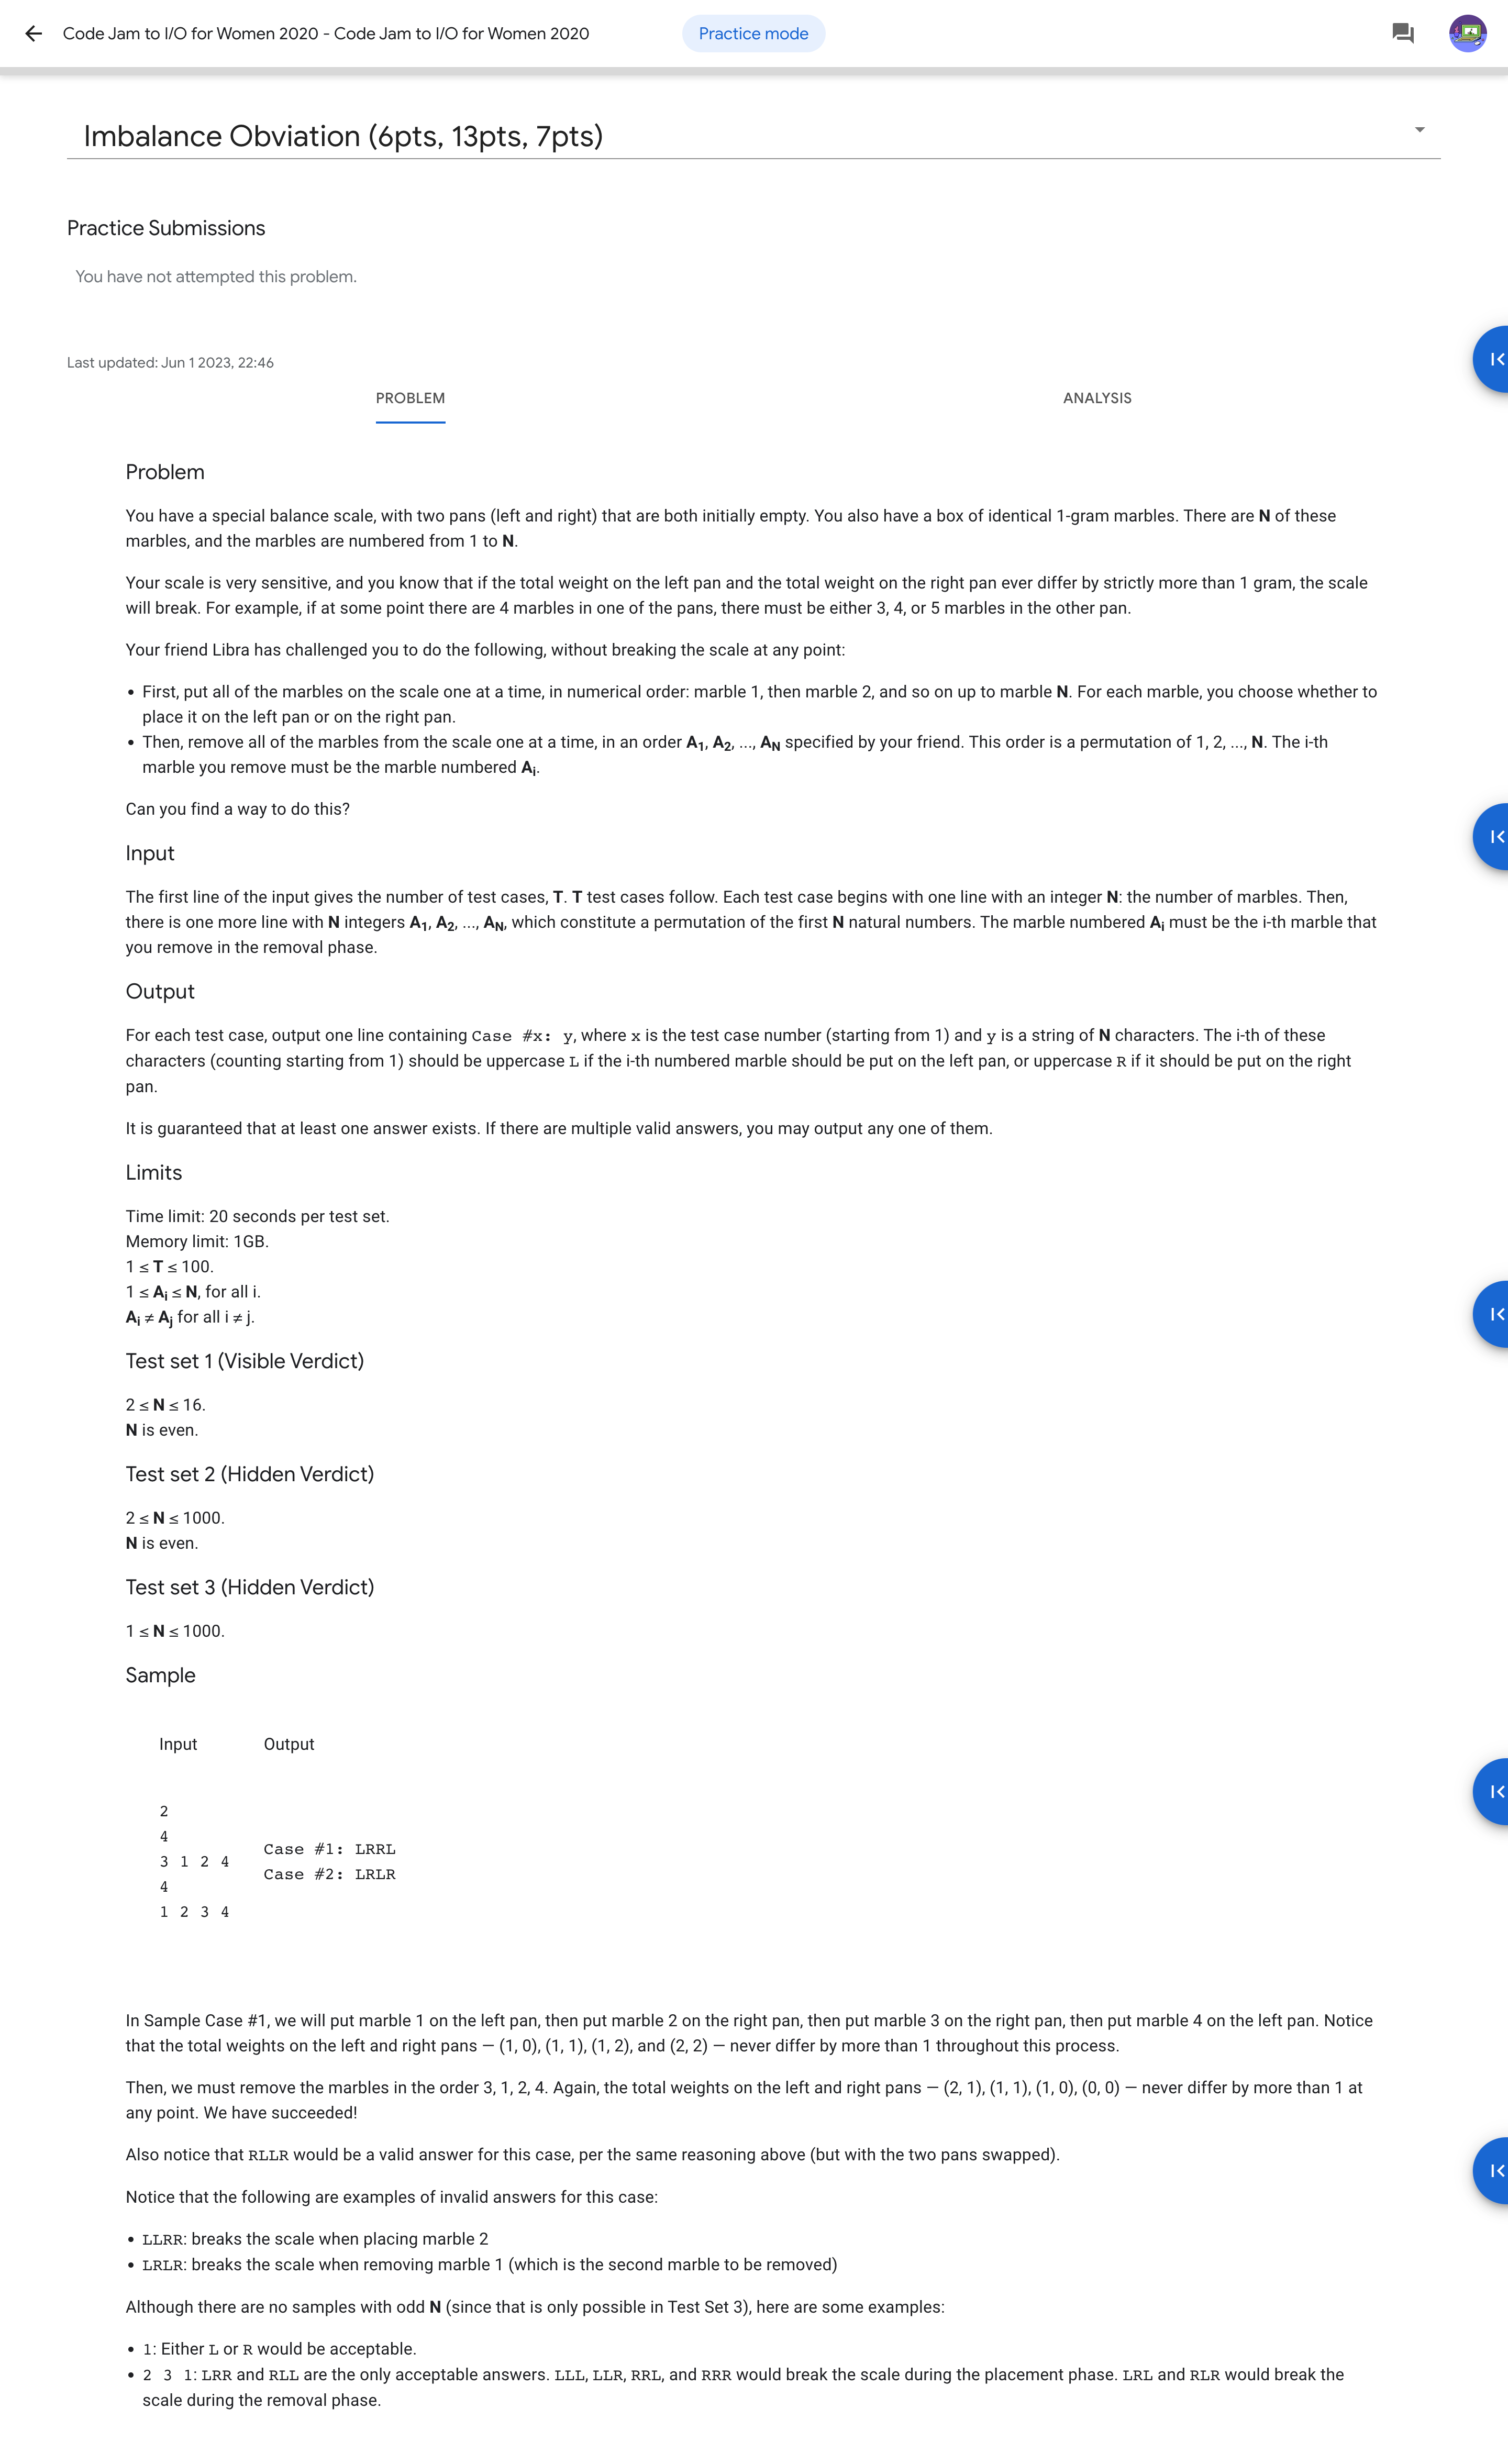 Code Jam to I/O for Women 2020 - Code Jam to I/O for Women 2020
Practice mode
Imbalance Obviation (6pts, 13pts, 7pts)
Practice Submissions
You have not attempted this problem.
Last updated: Jun 1 2023, 22:46
PROBLEM
ANALYSIS
Problem
You have a special balance scale, with two pans (left and right) that are both initially empty. You also have a box of identical 1-gram marbles. There are N of these
marbles, and the marbles are numbered from 1 to N.
Your scale is very sensitive, and you know that if the total weight on the left pan and the total weight on the right pan ever differ by strictly more than 1 gram, the scale
will break. For example, if at some point there are 4 marbles in one of the pans, there must be either 3, 4, or 5 marbles in the other pan.
Your friend Libra has challenged you to do the following, without breaking the scale at any point:
• First, put all of the marbles on the scale one at a time, in numerical order: marble 1, then marble 2, and so on up to marble N. For each marble, you choose whether to
place it on the left pan or on the right pan.
• Then, remove all of the marbles from the scale one at a time, in an order A1, A2, ..., AN specified by your friend. This order is a permutation of 1, 2, ..., N. The i-th
marble you remove must be the marble numbered Ai.
Can you find a way to do this?
Input
The first line of the input gives the number of test cases, T. T test cases follow. Each test case begins with one line with an integer N: the number of marbles. Then,
there is one more line with N integers A1, A2, ..., AN, which constitute a permutation of the first N natural numbers. The marble numbered Ai must be the i-th marble that
you remove in the removal phase.
Output
For each test case, output one line containing Case #x: y, where x is the test case number (starting from 1) and y is a string of N characters. The i-th of these
characters (counting starting from 1) should be uppercase L if the i-th numbered marble should be put on the left pan, or uppercase R if it should be put on the right
pan.
It is guaranteed that at least one answer exists. If there are multiple valid answers, you may output any one of them.
Limits
Time limit: 20 seconds per test set.
Memory limit: 1GB.
1 ≤ T ≤ 100.
1 ≤ Ai ≤ N, for all i.
Ai ≠ Aj for all i ≠ j.
Test set 1 (Visible Verdict)
2 ≤ N ≤ 16.
N is even.
Test set 2 (Hidden Verdict)
2 ≤ N ≤ 1000.
N is even.
Test set 3 (Hidden Verdict)
1 ≤ N ≤ 1000.
Sample
Input
Output
2
4
3 1 2 4
4
1 2 3 4
Case #1: LRRL
Case #2: LRLR
In Sample Case #1, we will put marble 1 on the left pan, then put marble 2 on the right pan, then put marble 3 on the right pan, then put marble 4 on the left pan. Notice
that the total weights on the left and right pans — (1, 0), (1, 1), (1, 2), and (2, 2) — never differ by more than 1 throughout this process.
Then, we must remove the marbles in the order 3, 1, 2, 4. Again, the total weights on the left and right pans — (2, 1), (1, 1), (1, 0), (0, 0) — never differ by more than 1 at
any point. We have succeeded!
Also notice that RLLR would be a valid answer for this case, per the same reasoning above (but with the two pans swapped).
Notice that the following are examples of invalid answers for this case:
• LLRR: breaks the scale when placing marble 2
• LRLR: breaks the scale when removing marble 1 (which is the second marble to be removed)
Although there are no samples with odd N (since that is only possible in Test Set 3), here are some examples:
• 1: Either L or R would be acceptable.
• 2 3 1: LRR and RLL are the only acceptable answers. LLL, LLR, RRL, and RRR would break the scale during the placement phase. LRL and RLR would break the
scale during the removal phase.